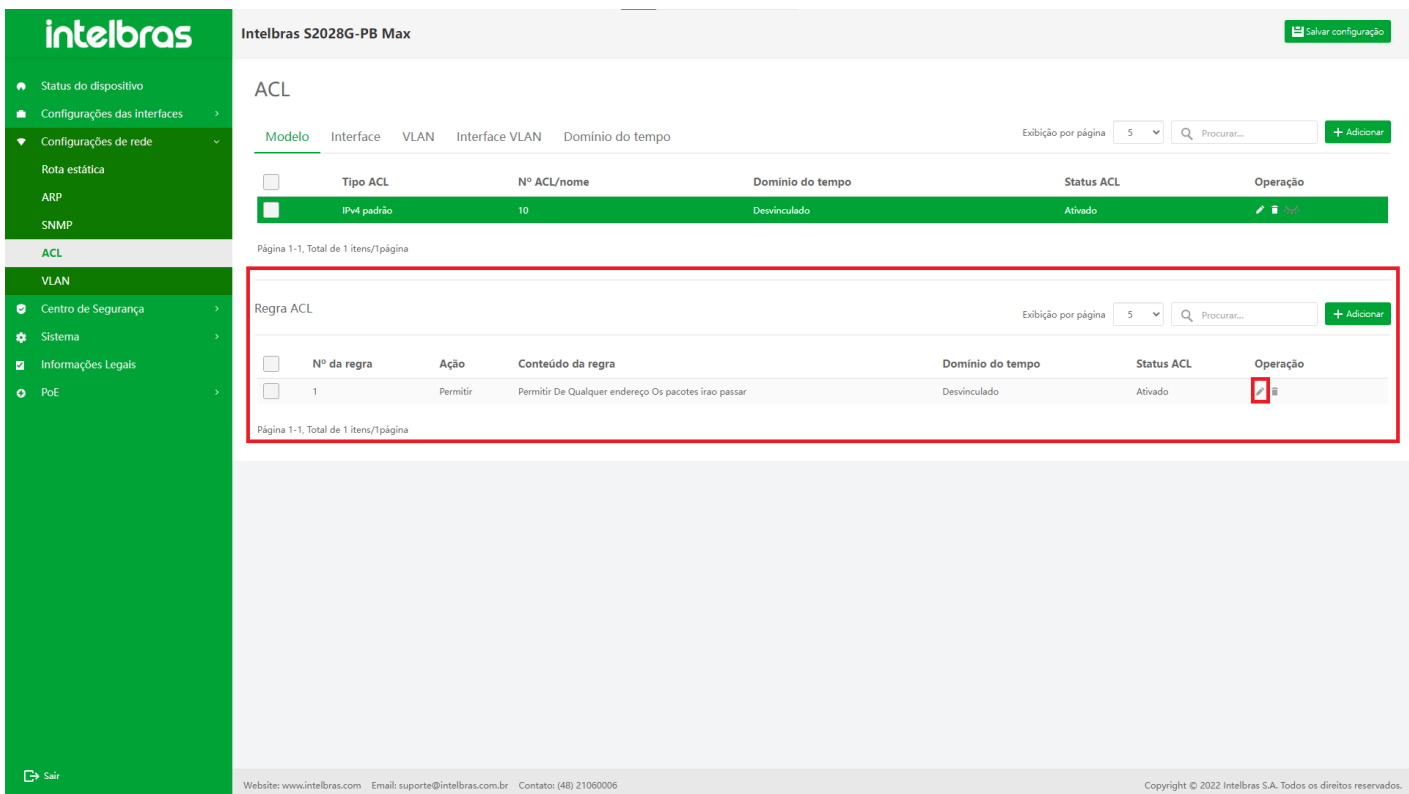 intelbras
Intelbras S2028G-PB Max
Salvar configuração
Status do dispositivo
Configurações das interfaces
Configurações de rede
Rota estática
ARP
SNMP
ACL
VLAN
Centro de Segurança
Sistema
Informações Legais
PoE
Sair
ACL
Modelo Interface VLAN Interface VLAN Domínio do tempo
Exibição por página 5 Procurar... + Adicionar
Tipo ACL Nº ACL/nome Domínio do tempo Status ACL Operação
IPv4 padrão 10 Desvinculado Ativado
Página 1-1, Total de 1 itens/1página
Regra ACL
Exibição por página 5 Procurar... + Adicionar
Nº da regra Ação Conteúdo da regra Domínio do tempo Status ACL Operação
1 Permitir Permitir De Qualquer endereço Os pacotes irao passar Desvinculado Ativado
Página 1-1, Total de 1 itens/1página
Website: www.intelbras.com Email: suporte@intelbras.com.br Contato: (48) 21060006
Copyright © 2022 Intelbras S.A. Todos os direitos reservados.